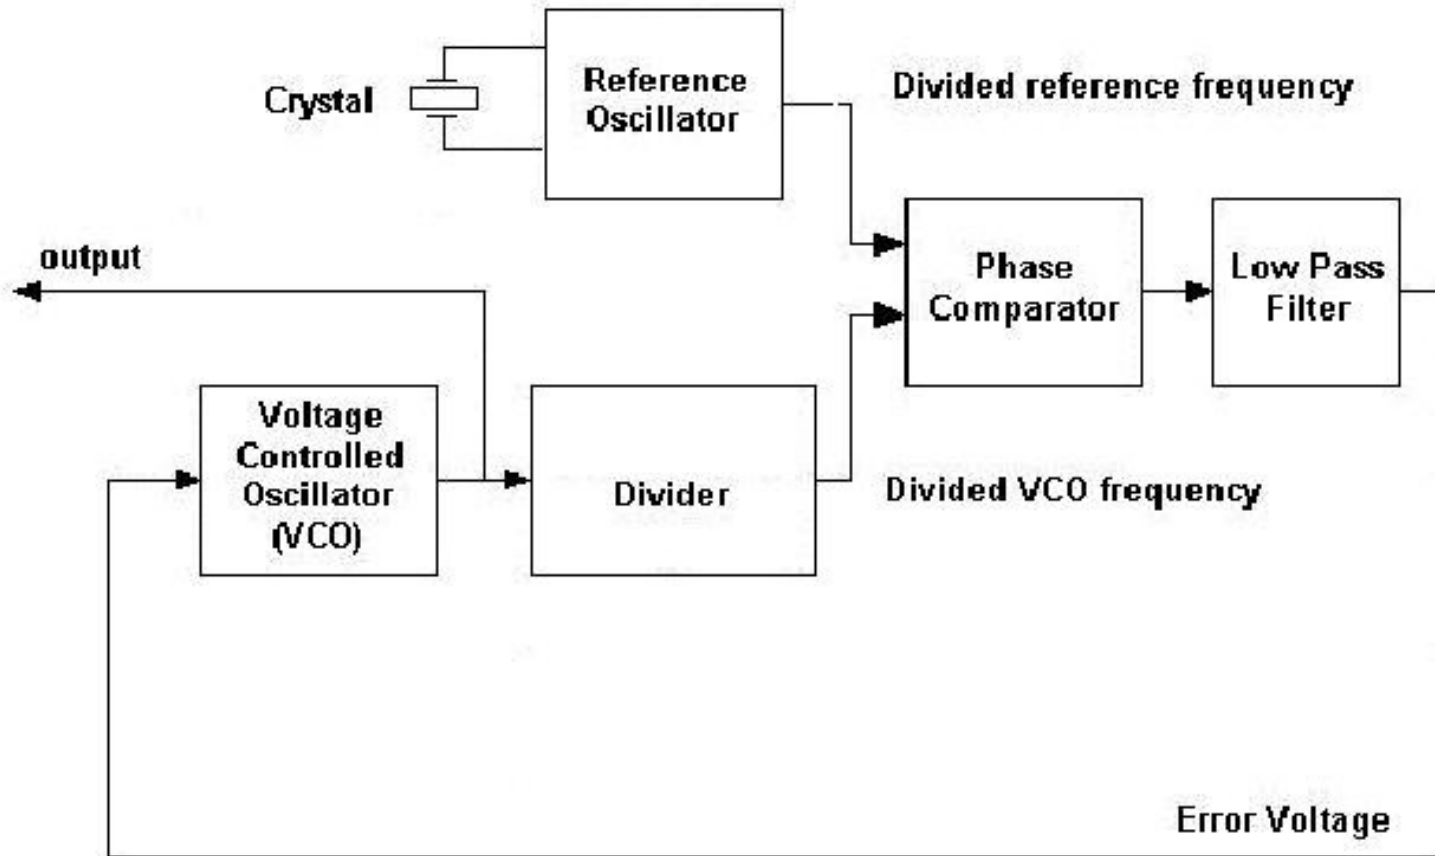 Crystal
Reference
Oscillator
Divided reference frequency
output
Phase
Comparator
Low Pass
Filter
Voltage
Controlled
Oscillator
(VCO)
Divider
Divided VCO frequency
Error Voltage